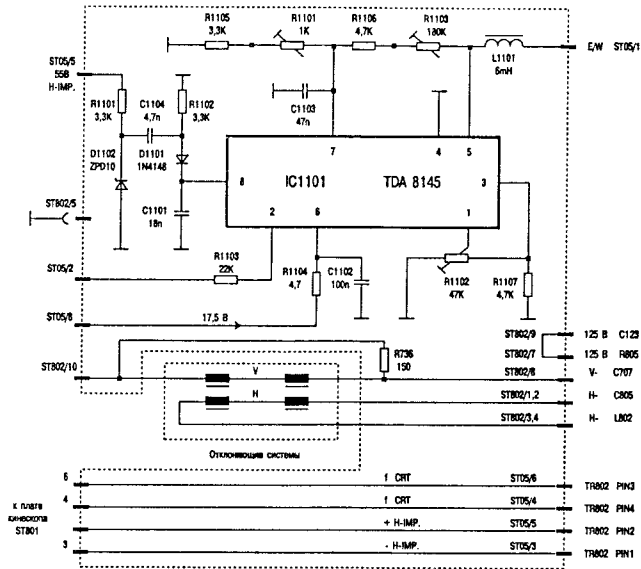 R1105
3,3K
R1101
1K
R1106
4,7K
R1103
180K
L1101
6mH
E/W ST05/1
ST05/5
55В
Н-IMP.
R1101
3,3K
C1104
4,7n
R1102
3,3K
C1103
47n
D1102
ZPD10
D1101
1N4148
7
4
5
8
IC1101
TDA 8145
3
2
6
1
C1101
18n
ST802/5
R1103
22K
R1104
4,7
C1102
100n
R1102
47K
R1107
4,7K
ST05/2
ST05/8
17,5 В
ST802/10
R736
150
ST802/9
125 В C123
ST802/7
125 В R805
V
ST802/8
V- C707
H
ST802/1,2
H- C805
ST802/3,4
H- L802
Отклоняющие системы
6
f CRT
ST05/6
TR802 PIN3
к плате
кинескопа
ST801
4
f CRT
ST05/4
TR802 PIN4
+ H-IMP.
ST05/5
TR802 PIN2
3
- H-IMP.
ST05/3
TR802 PIN1